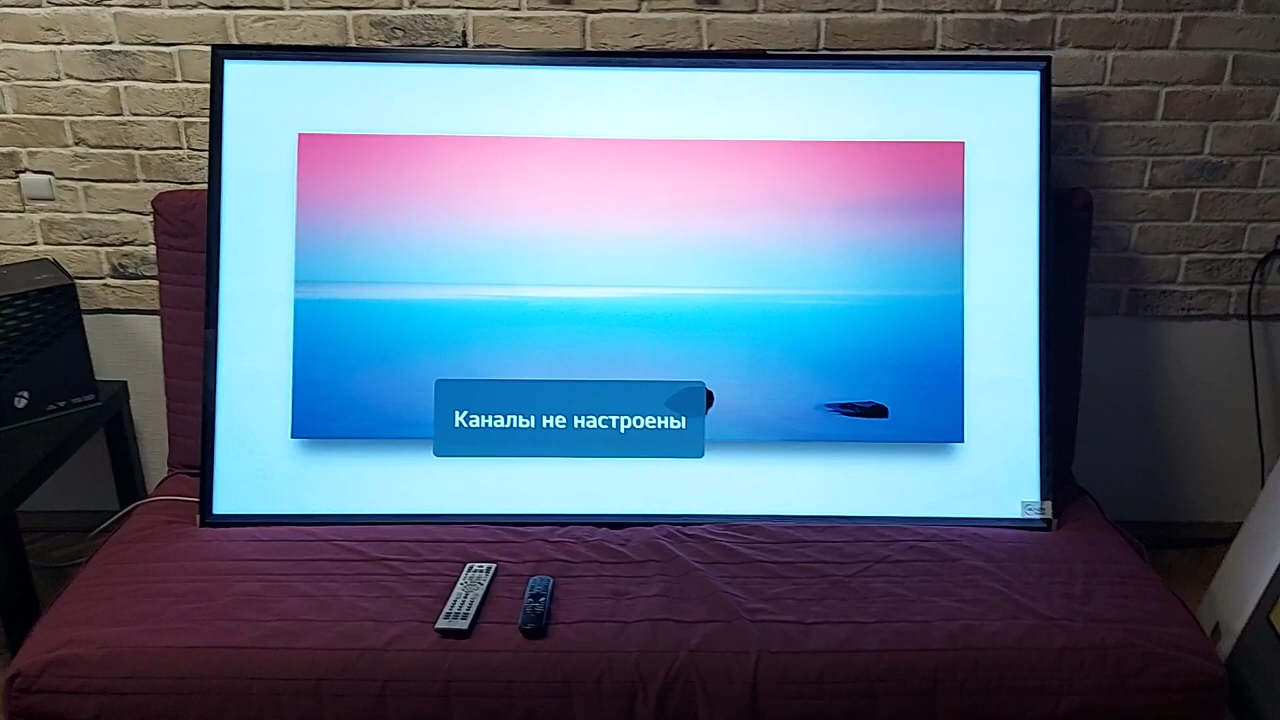 Каналы не настроены